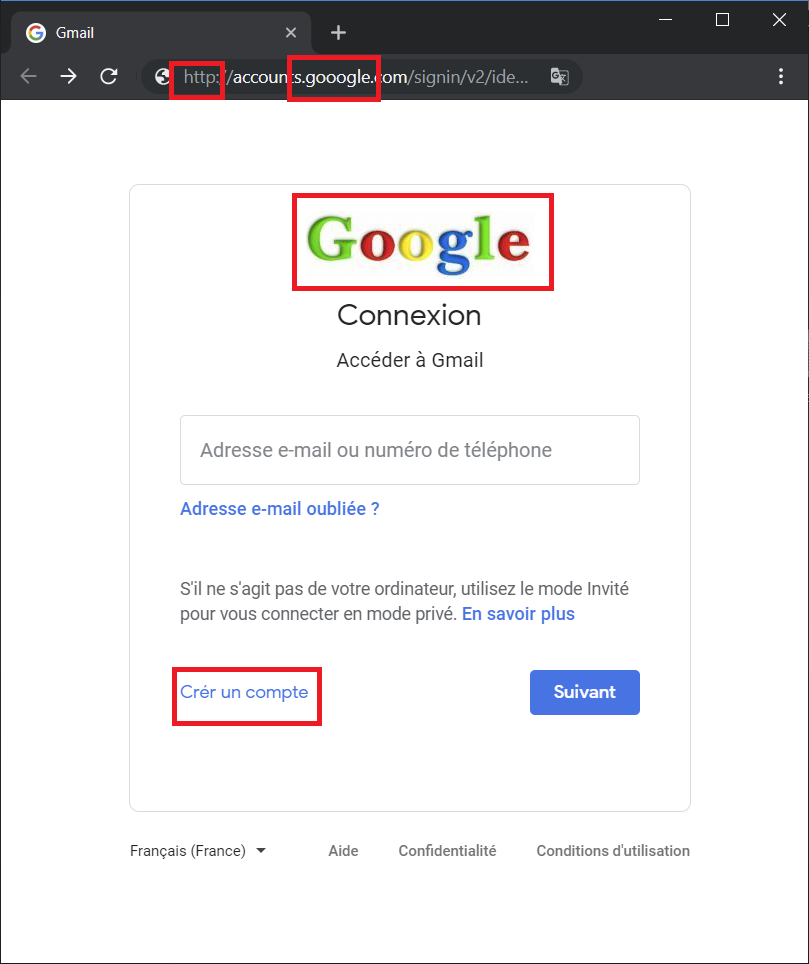 Gmail
http://accounts.gooogle.com/signin/v2/ide...
Google
Connexion
Accéder à Gmail
Adresse e-mail ou numéro de téléphone
Adresse e-mail oubliée ?
S'il ne s'agit pas de votre ordinateur, utilisez le mode Invité
pour vous connecter en mode privé. En savoir plus
Crér un compte
Suivant
Français (France)
Aide
Confidentialité
Conditions d'utilisation